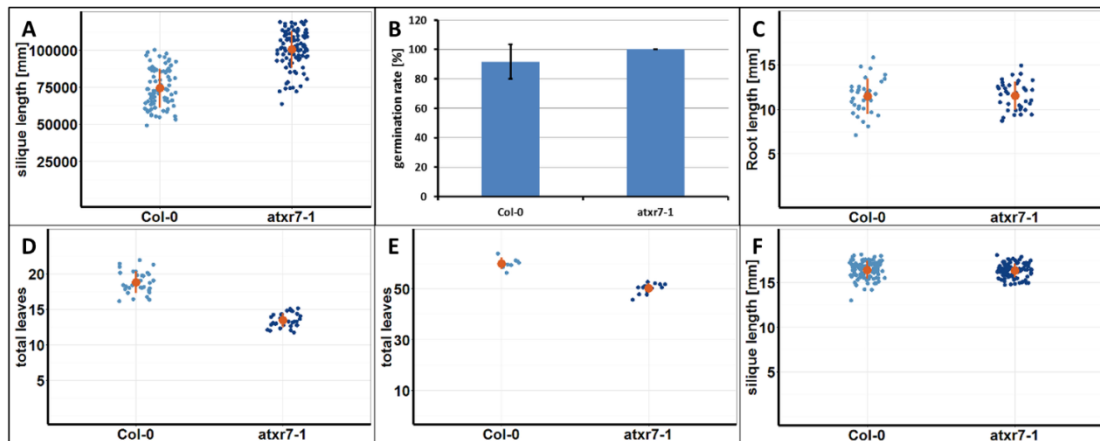 A
silique length [mm]
100000
75000
50000
25000
Col-0
atxr7-1
B
germination rate [%]
120
100
80
60
40
20
0
Col-0
atxr7-1
C
Root length [mm]
15
10
5
Col-0
atxr7-1
D
total leaves
20
15
10
5
Col-0
atxr7-1
E
total leaves
50
30
10
Col-0
atxr7-1
F
silique length [mm]
15
10
5
Col-0
atxr7-1